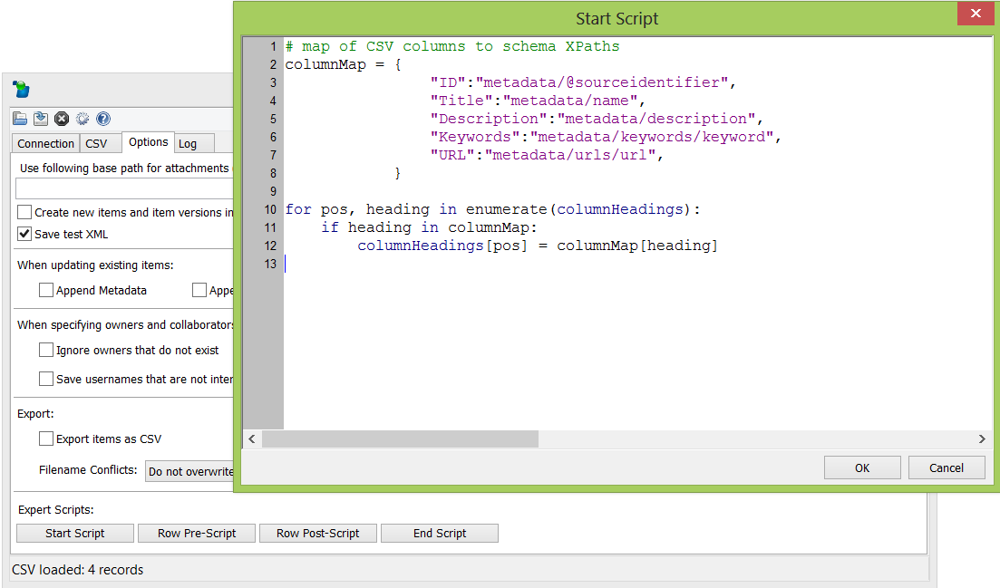 Start Script
1 # map of CSV columns to schema XPaths
2 columnMap = {
3 "ID":"metadata/@sourceidentifier",
4 "Title":"metadata/name",
5 "Description":"metadata/description",
6 "Keywords":"metadata/keywords/keyword",
7 "URL":"metadata/urls/url",
8 }
9
10 for pos, heading in enumerate(columnHeadings):
11 if heading in columnMap:
12 columnHeadings[pos] = columnMap[heading]
13
OK Cancel
Connection CSV Options Log
Use following base path for attachments
Create new items and item versions in
Save test XML
When updating existing items:
Append Metadata Appe
When specifying owners and collaborators
Ignore owners that do not exist
Save usernames that are not inter
Export:
Export items as CSV
Filename Conflicts: Do not overwrite
Expert Scripts:
Start Script Row Pre-Script Row Post-Script End Script
CSV loaded: 4 records